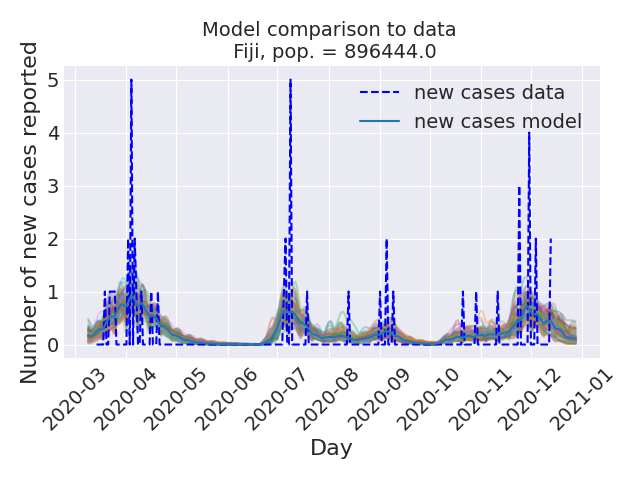 Model comparison to data
Fiji, pop. = 896444.0
Number of new cases reported
5
4
3
2
1
0
new cases data
new cases model
2020-03
2020-04
2020-05
2020-06
2020-07
2020-08
2020-09
2020-10
2020-11
2020-12
2021-01
Day